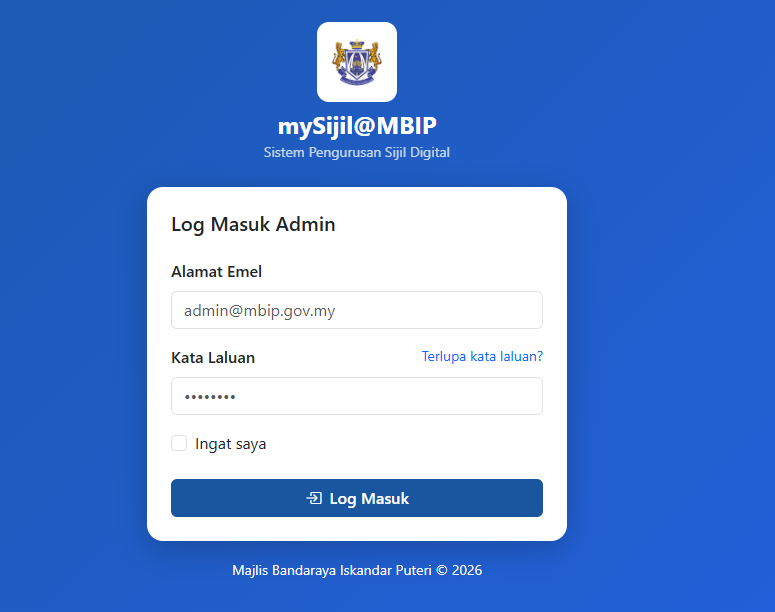 mySijil@MBIP
Sistem Pengurusan Sijil Digital
Log Masuk Admin
Alamat Emel
admin@mbip.gov.my
Kata Laluan
Terlupa kata laluan?
••••••••
Ingat saya
Log Masuk
Majlis Bandaraya Iskandar Puteri © 2026